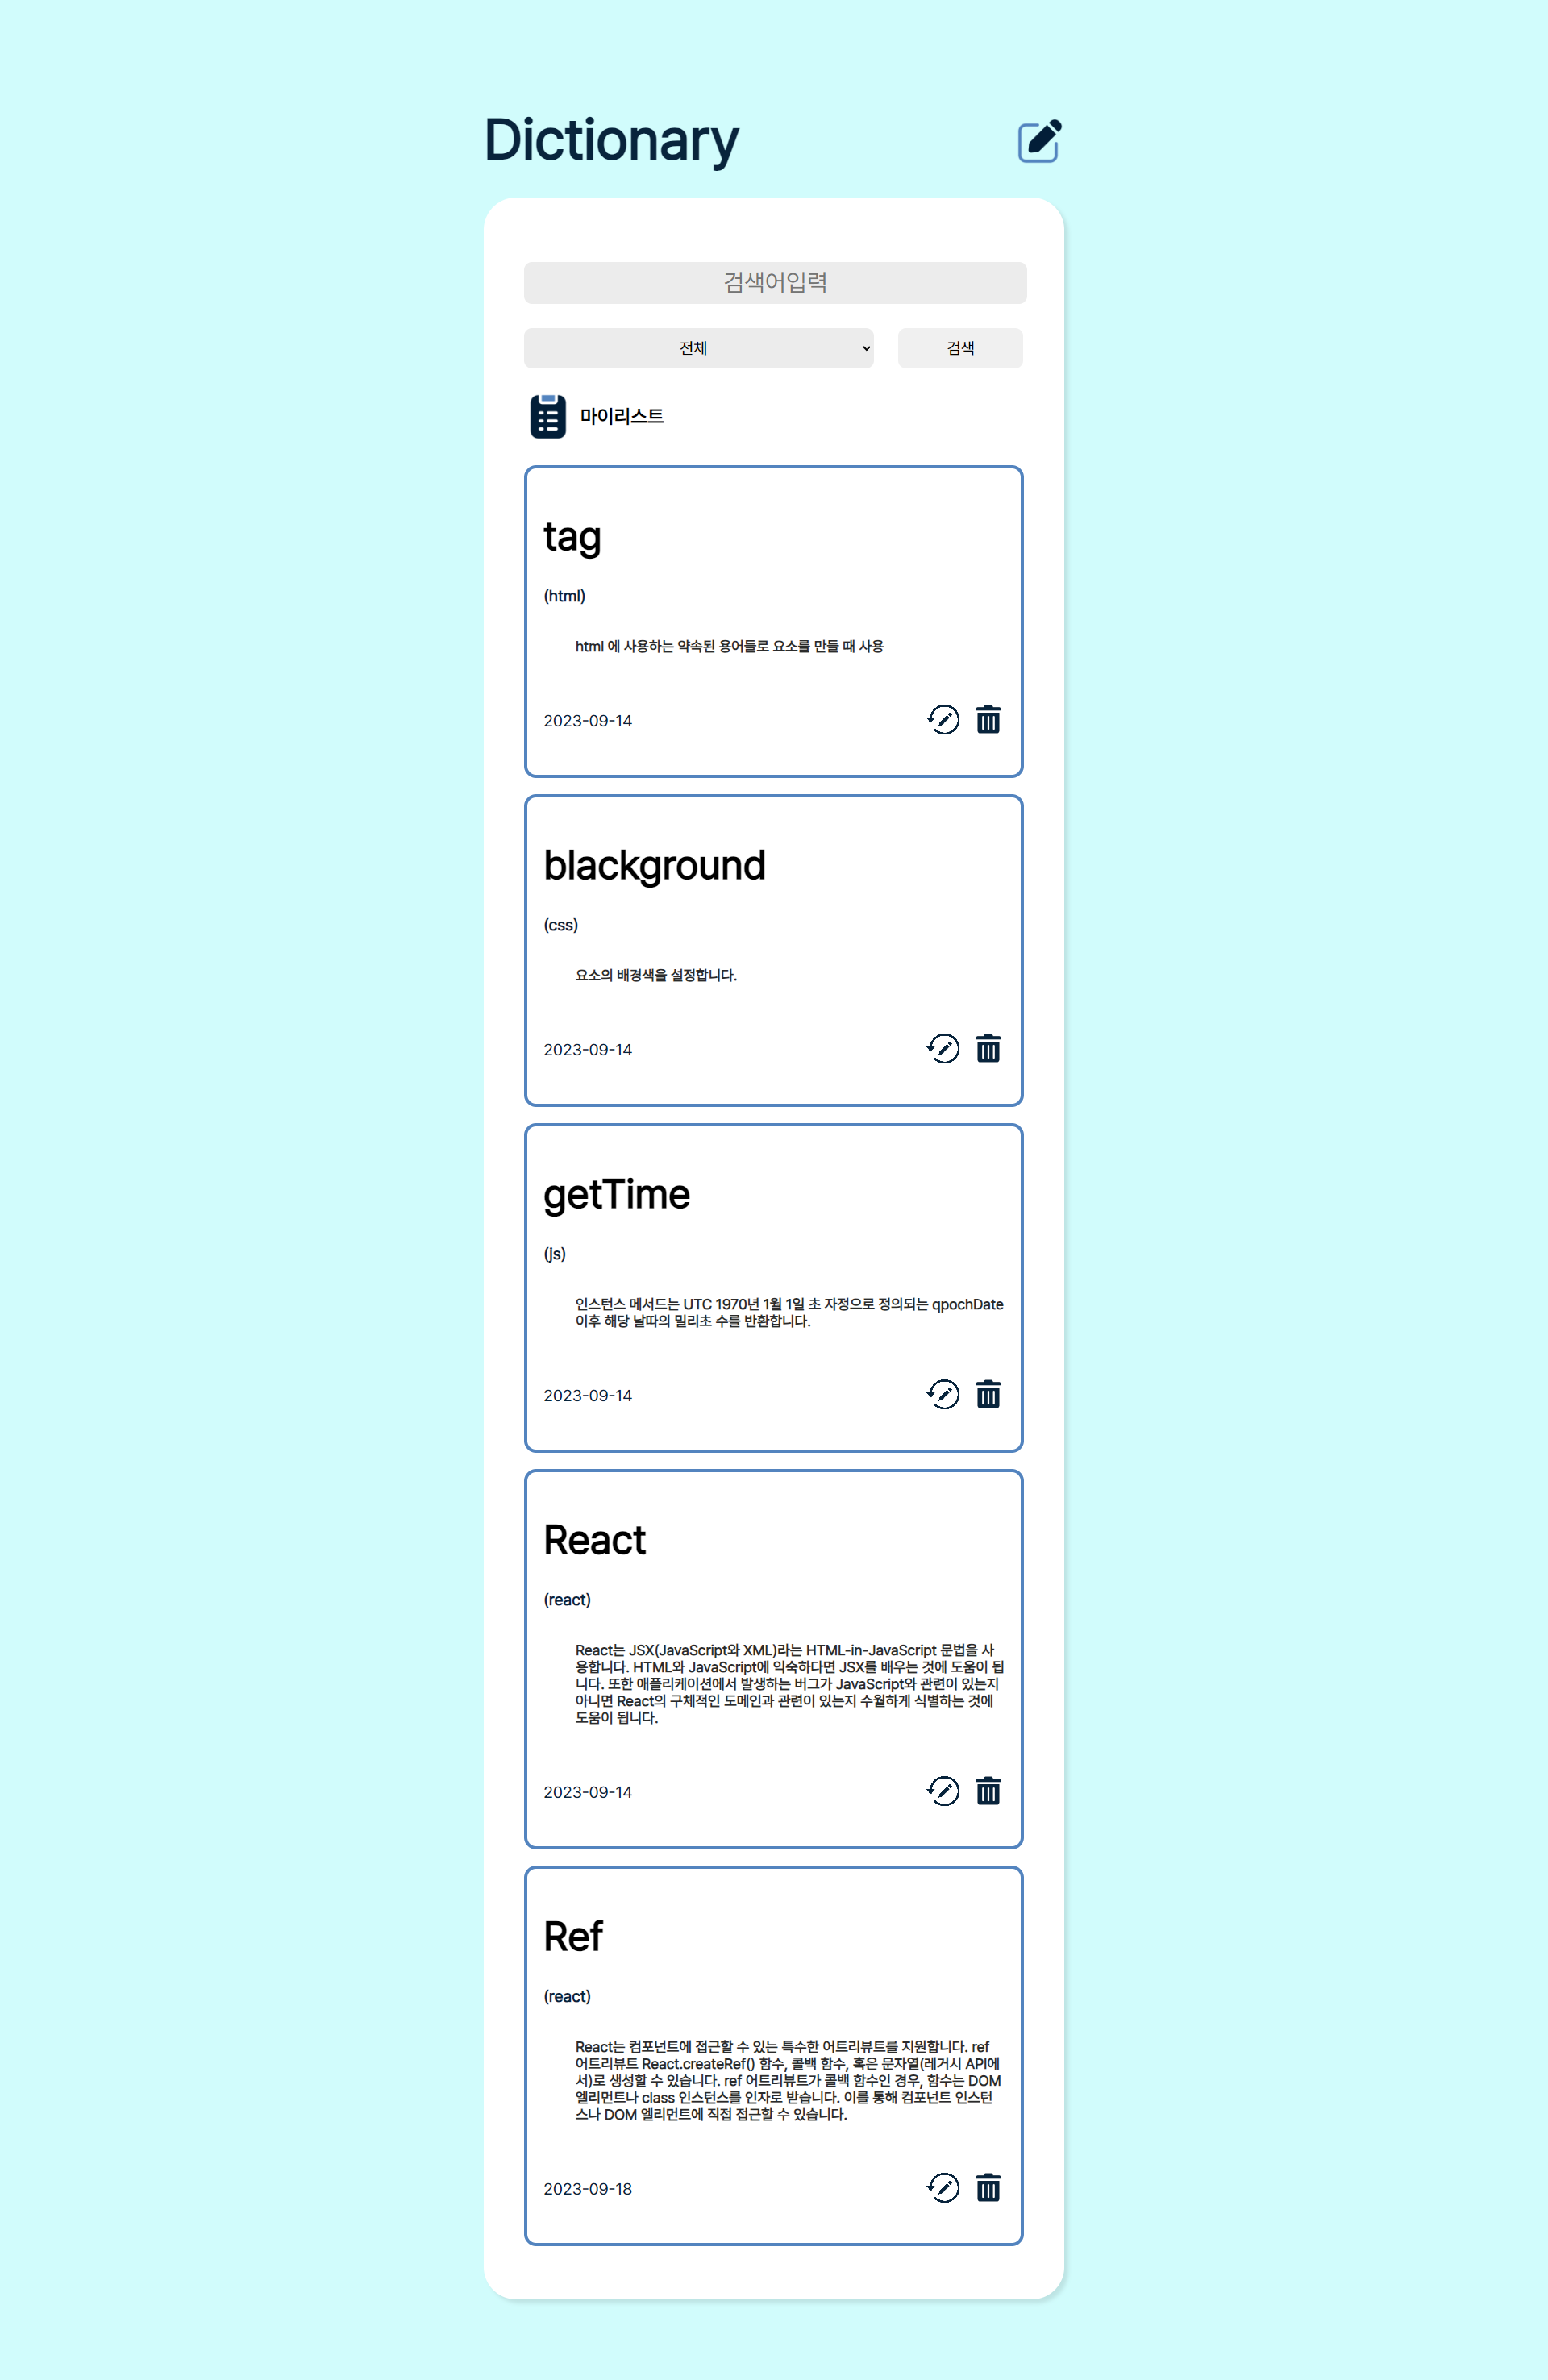 Dictionary
검색어입력
전체
검색
마이리스트
tag
(html)
html 에 사용하는 약속된 용어들로 요소를 만들 때 사용
2023-09-14
blackground
(css)
요소의 배경색을 설정합니다.
2023-09-14
getTime
(js)
인스턴스 메서드는 UTC 1970년 1월 1일 초 자정으로 정의되는 qpochDate
이후 해당 날따의 밀리초 수를 반환합니다.
2023-09-14
React
(react)
React는 JSX(JavaScript와 XML)라는 HTML-in-JavaScript 문법을 사
용합니다. HTML와 JavaScript에 익숙하다면 JSX를 배우는 것에 도움이 됩
니다. 또한 애플리케이션에서 발생하는 버그가 JavaScript와 관련이 있는지
아니면 React의 구체적인 도메인과 관련이 있는지 수월하게 식별하는 것에
도움이 됩니다.
2023-09-14
Ref
(react)
React는 컴포넌트에 접근할 수 있는 특수한 어트리뷰트를 지원합니다. ref
어트리뷰트 React.createRef() 함수, 콜백 함수, 혹은 문자열(레거시 API에
서)로 생성할 수 있습니다. ref 어트리뷰트가 콜백 함수인 경우, 함수는 DOM
엘리먼트나 class 인스턴스를 인자로 받습니다. 이를 통해 컴포넌트 인스턴
스나 DOM 엘리먼트에 직접 접근할 수 있습니다.
2023-09-18